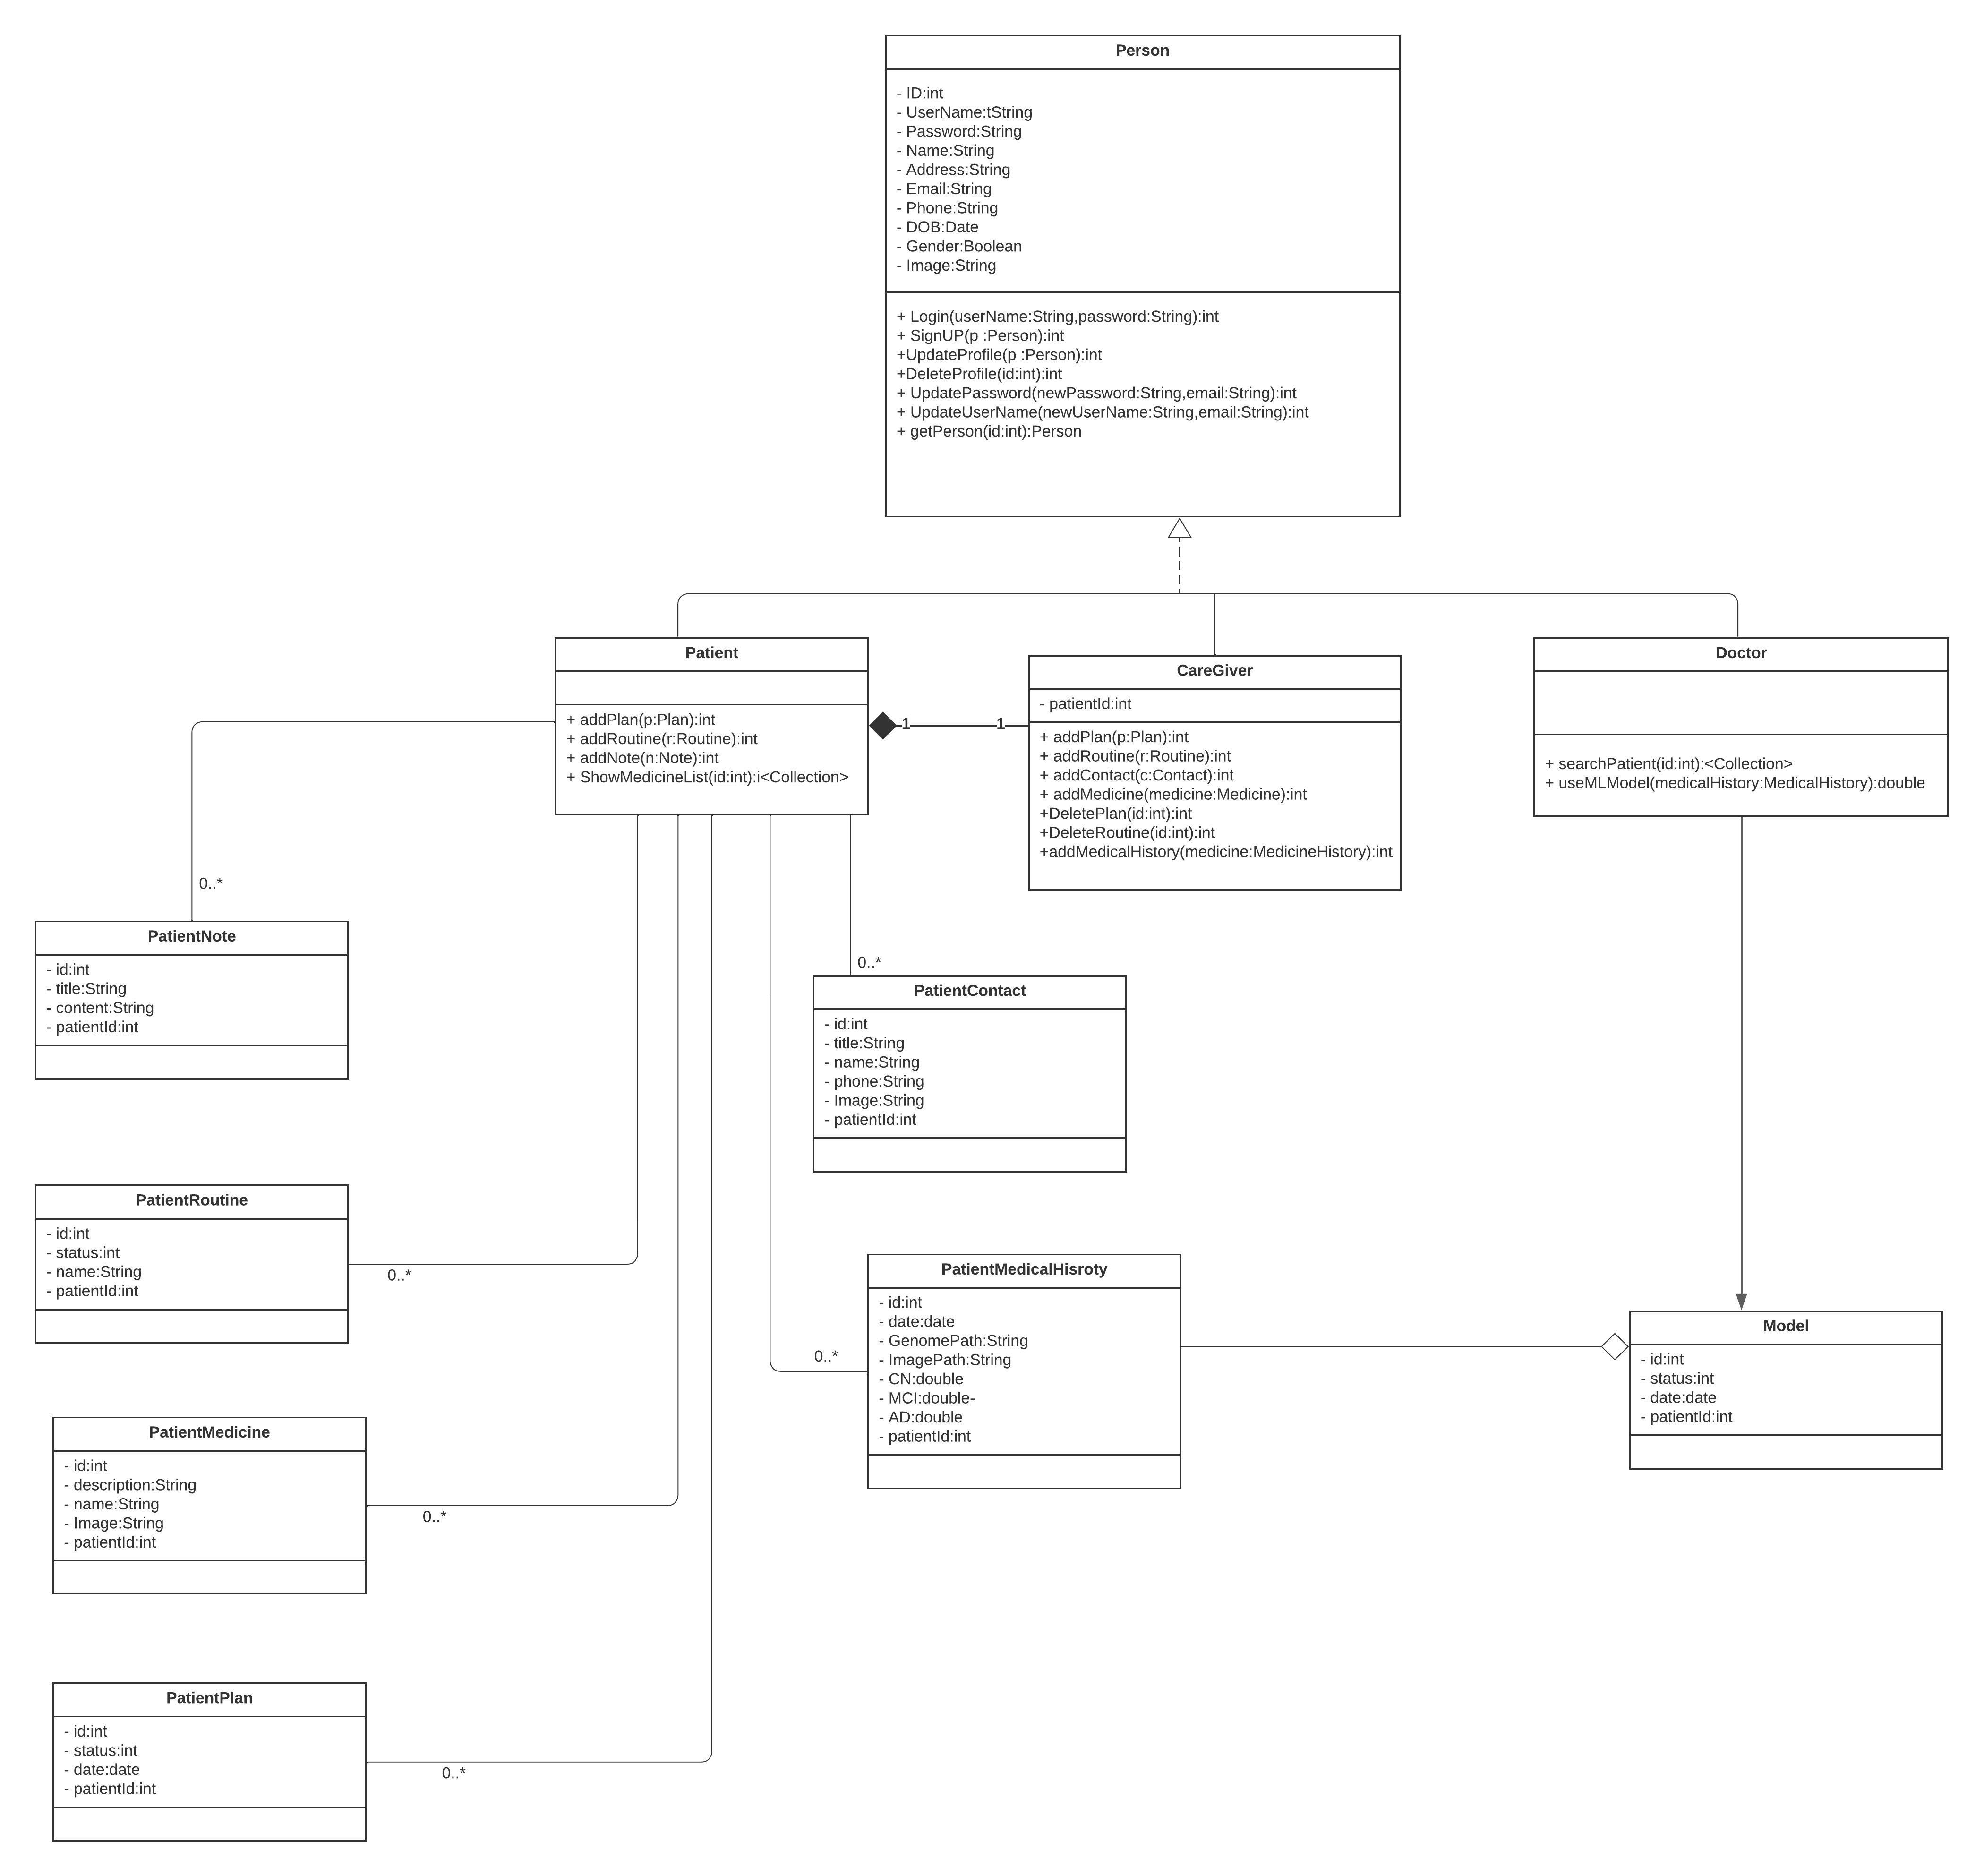 Person
- ID:int
- UserName:tString
- Password:String
- Name:String
- Address:String
- Email:String
- Phone:String
- DOB:Date
- Gender:Boolean
- Image:String
+ Login(userName:String,password:String):int
+ SignUP(p :Person):int
+UpdateProfile(p :Person):int
+DeleteProfile(id:int):int
+ UpdatePassword(newPassword:String,email:String):int
+ UpdateUserName(newUserName:String,email:String):int
+ getPerson(id:int):Person
Patient
+ addPlan(p:Plan):int
+ addRoutine(r:Routine):int
+ addNote(n:Note):int
+ ShowMedicineList(id:int):i<Collection>
1
1
CareGiver
- patientId:int
+ addPlan(p:Plan):int
+ addRoutine(r:Routine):int
+ addContact(c:Contact):int
+ addMedicine(medicine:Medicine):int
+DeletePlan(id:int):int
+DeleteRoutine(id:int):int
+addMedicalHistory(medicine:MedicineHistory):int
Doctor
+ searchPatient(id:int):<Collection>
+ useMLModel(medicalHistory:MedicalHistory):double
0..*
PatientNote
- id:int
- title:String
- content:String
- patientId:int
0..*
PatientContact
- id:int
- title:String
- name:String
- phone:String
- Image:String
- patientId:int
PatientRoutine
- id:int
- status:int
- name:String
- patientId:int
0..*
PatientMedicalHisroty
- id:int
- date:date
- GenomePath:String
- ImagePath:String
- CN:double
- MCI:double-
- AD:double
- patientId:int
0..*
Model
- id:int
- status:int
- date:date
- patientId:int
PatientMedicine
- id:int
- description:String
- name:String
- Image:String
- patientId:int
0..*
PatientPlan
- id:int
- status:int
- date:date
- patientId:int
0..*